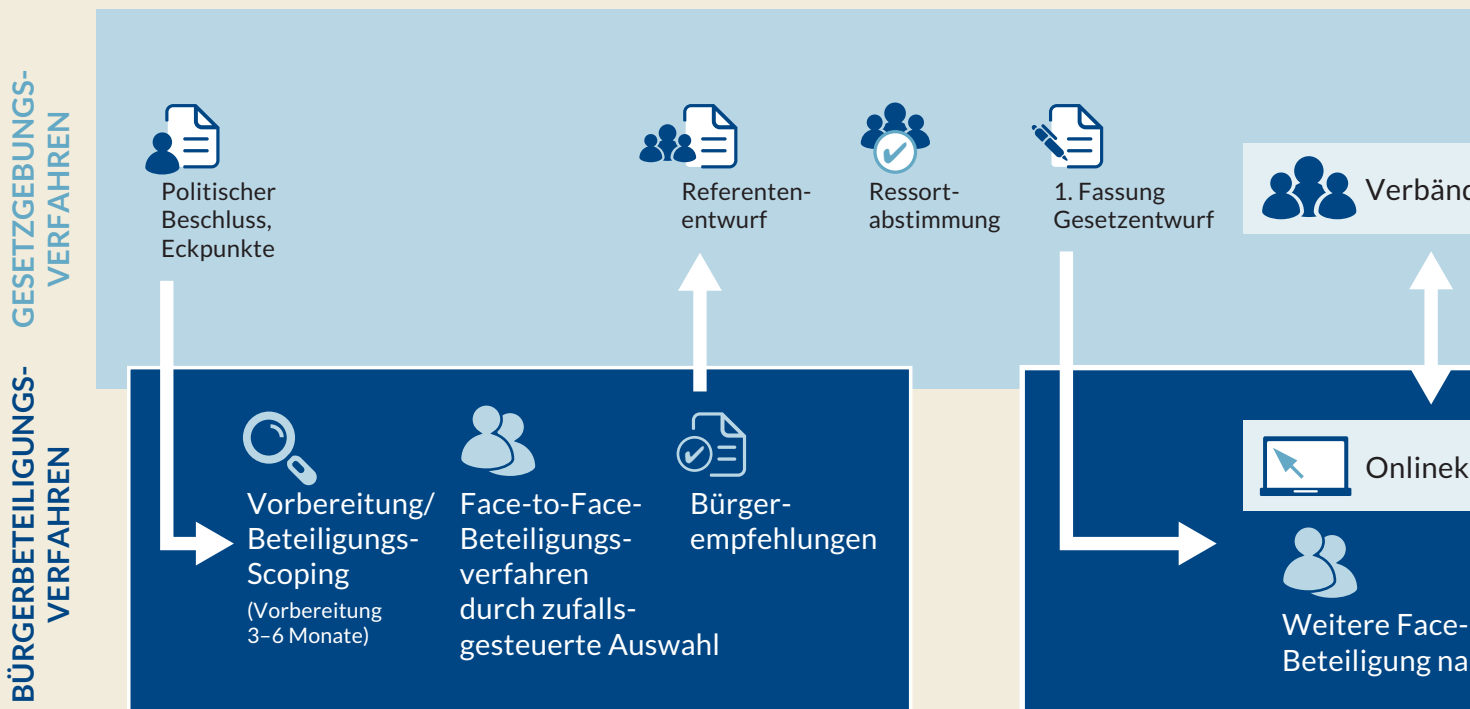 GESETZGEBUNGS-
VERFAHREN
Politischer
Beschluss,
Eckpunkte
Referenten-
entwurf
Ressort-
abstimmung
1. Fassung
Gesetzentwurf
Verbänd
BÜRGERBETEILIGUNGS-
VERFAHREN
Vorbereitung/
Beteiligungs-
Scoping
(Vorbereitung
3–6 Monate)
Face-to-Face-
Beteiligungs-
verfahren
durch zufalls-
gesteuerte Auswahl
Bürger-
empfehlungen
Onlinek
Weitere Face-
Beteiligung na